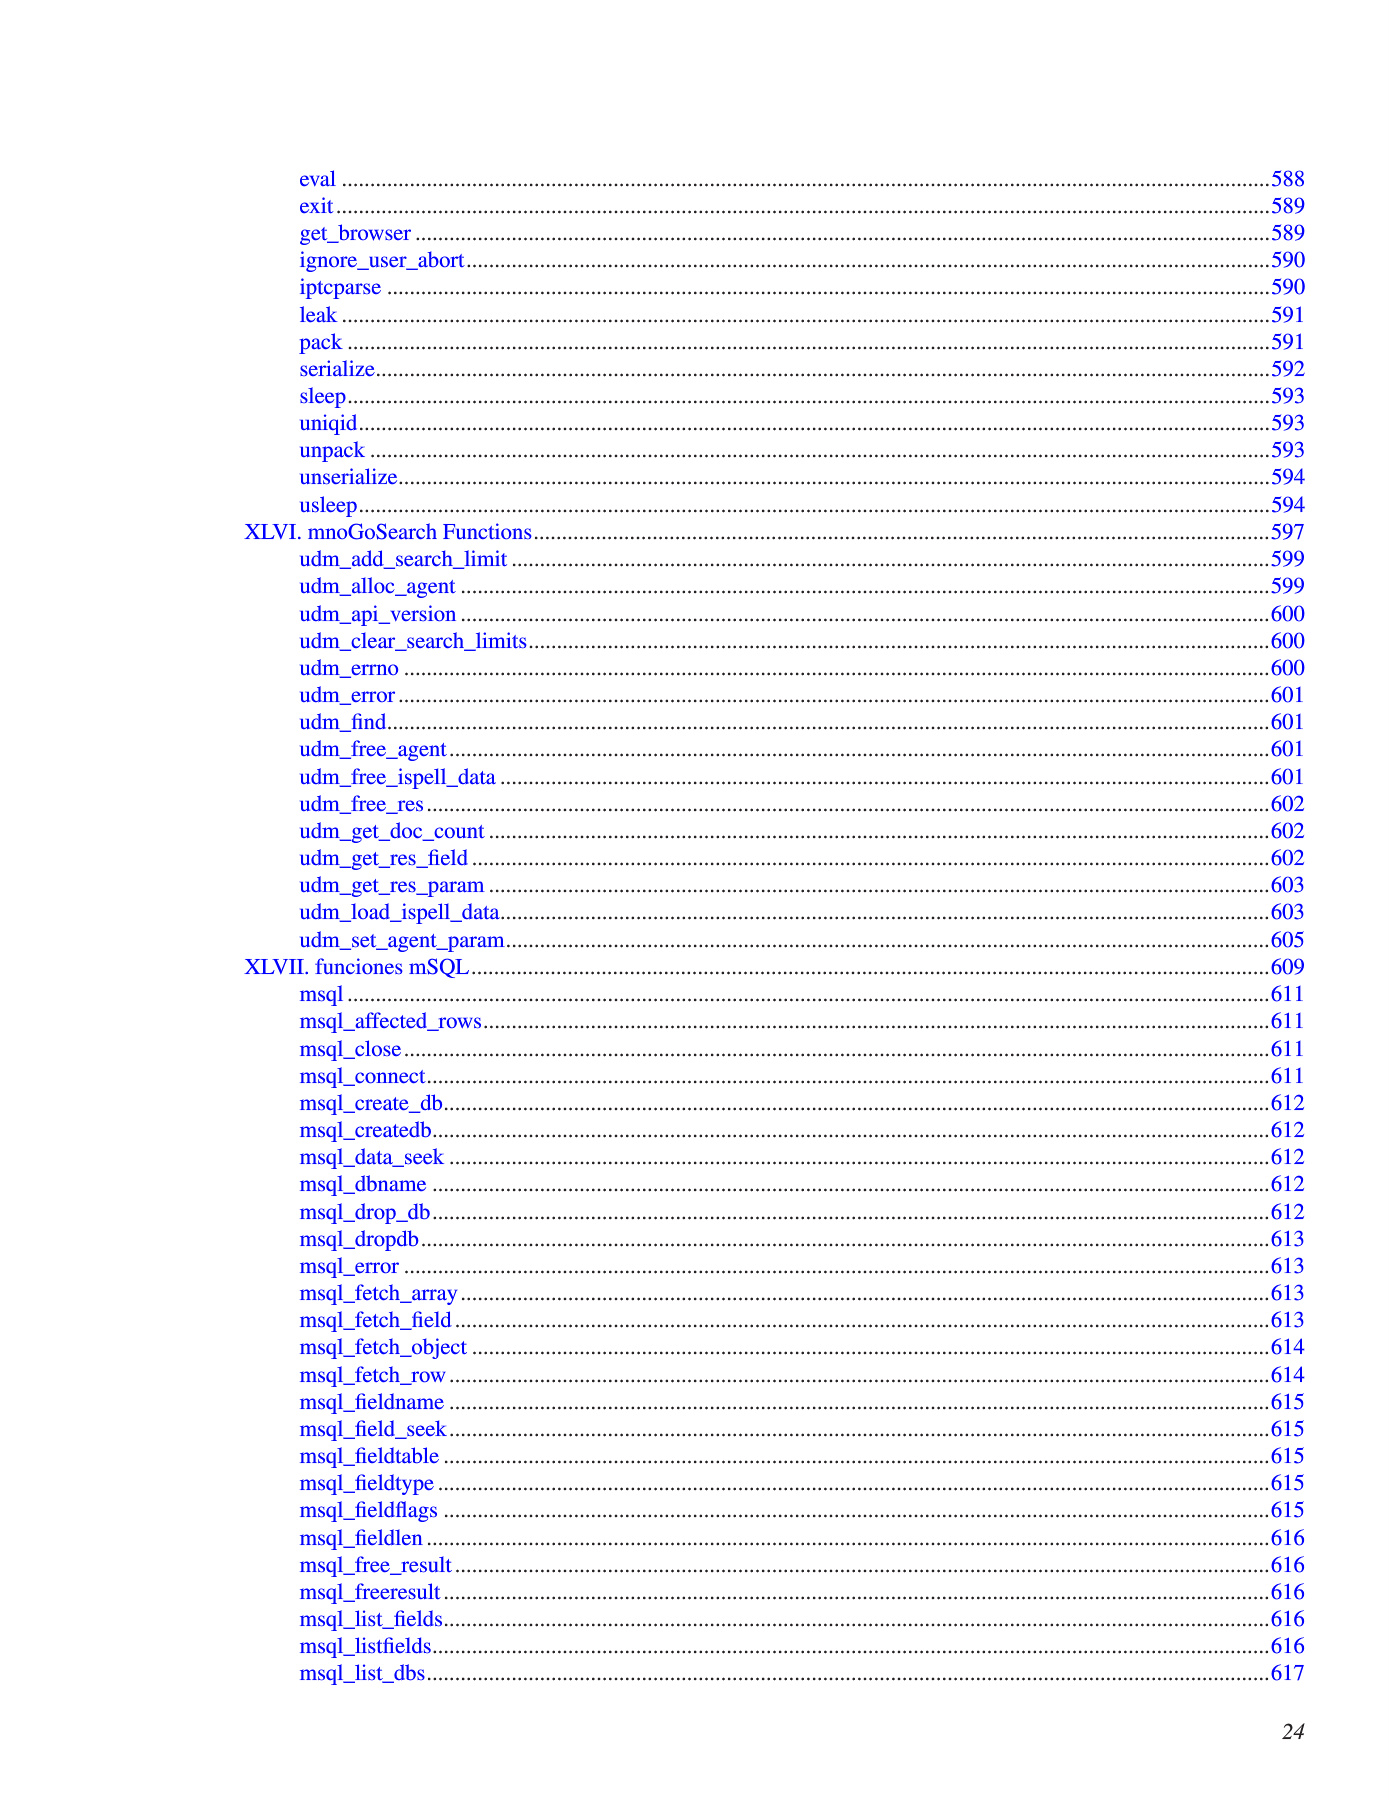 eval ..... 588
exit ..... 589
get_browser ..... 589
ignore_user_abort ..... 590
iptcparse ..... 590
leak ..... 591
pack ..... 591
serialize ..... 592
sleep ..... 593
uniqid ..... 593
unpack ..... 593
unserialize ..... 594
usleep ..... 594
XLVI. mnoGoSearch Functions ..... 597
udm_add_search_limit ..... 599
udm_alloc_agent ..... 599
udm_api_version ..... 600
udm_clear_search_limits ..... 600
udm_errno ..... 600
udm_error ..... 601
udm_find ..... 601
udm_free_agent ..... 601
udm_free_ispell_data ..... 601
udm_free_res ..... 602
udm_get_doc_count ..... 602
udm_get_res_field ..... 602
udm_get_res_param ..... 603
udm_load_ispell_data ..... 603
udm_set_agent_param ..... 605
XLVII. funciones mSQL ..... 609
msql ..... 611
msql_affected_rows ..... 611
msql_close ..... 611
msql_connect ..... 611
msql_create_db ..... 612
msql_createdb ..... 612
msql_data_seek ..... 612
msql_dbname ..... 612
msql_drop_db ..... 612
msql_dropdb ..... 613
msql_error ..... 613
msql_fetch_array ..... 613
msql_fetch_field ..... 613
msql_fetch_object ..... 614
msql_fetch_row ..... 614
msql_fieldname ..... 615
msql_field_seek ..... 615
msql_fieldtable ..... 615
msql_fieldtype ..... 615
msql_fieldflags ..... 615
msql_fieldlen ..... 616
msql_free_result ..... 616
msql_freeresult ..... 616
msql_list_fields ..... 616
msql_listfields ..... 616
msql_list_dbs ..... 617
24